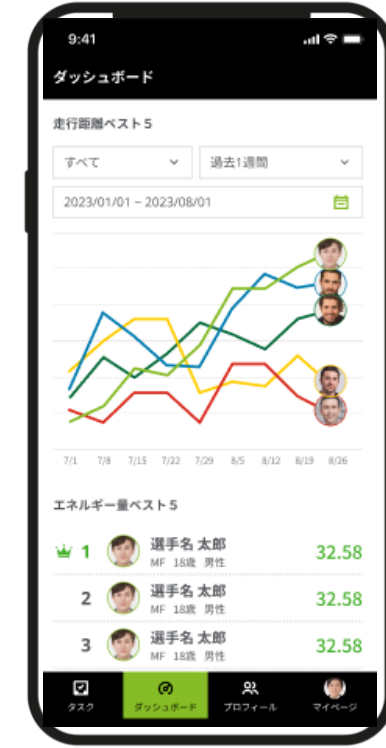 9:41
ダッシュボード
走行距離ベスト5
すべて 過去1週間
2023/01/01 – 2023/08/01
7/1 7/8 7/15 7/22 7/29 8/5 8/12 8/19 8/26
エネルギー量ベスト5
1 選手名 太郎 32.58
MF 18歳 男性
2 選手名 太郎 32.58
MF 18歳 男性
3 選手名 太郎 32.58
MF 18歳 男性
タスク ダッシュボード プロフィール マイページ